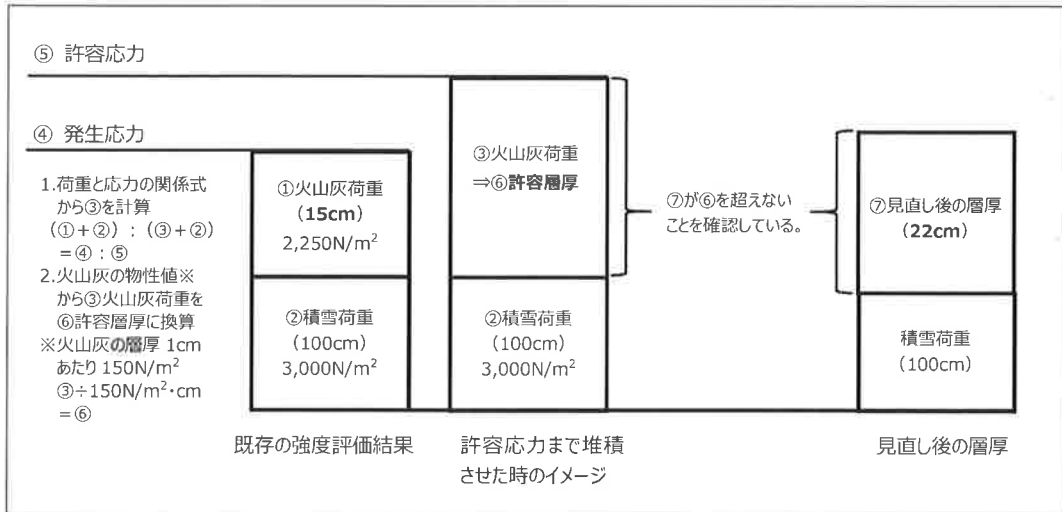 ⑤ 許容応力
④ 発生応力
1.荷重と応力の関係式
から③を計算
(①+②):(③+②)
=④:⑤
2.火山灰の物性値※
から③火山灰荷重を
⑥許容層厚に換算
※火山灰の層厚 1cm
あたり 150N/m²
③÷150N/m²・cm
=⑥
①火山灰荷重
(15cm)
2,250N/m²
②積雪荷重
(100cm)
3,000N/m²
既存の強度評価結果
③火山灰荷重
⇒⑥許容層厚
②積雪荷重
(100cm)
3,000N/m²
許容応力まで堆積
させた時のイメージ
⑦が⑥を超えない
ことを確認している。
⑦見直し後の層厚
(22cm)
積雪荷重
(100cm)
見直し後の層厚